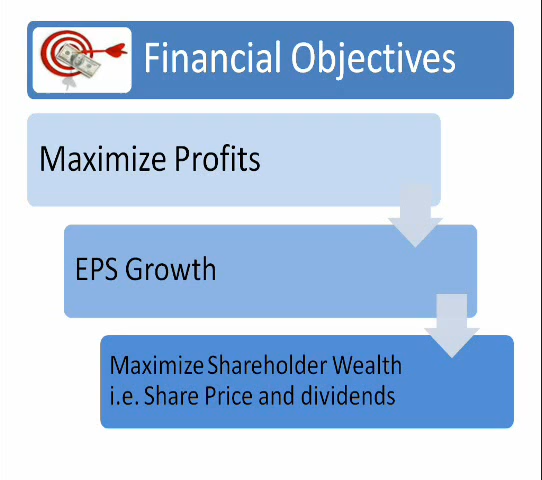 Financial Objectives
Maximize Profits
EPS Growth
Maximize Shareholder Wealth
i.e. Share Price and dividends